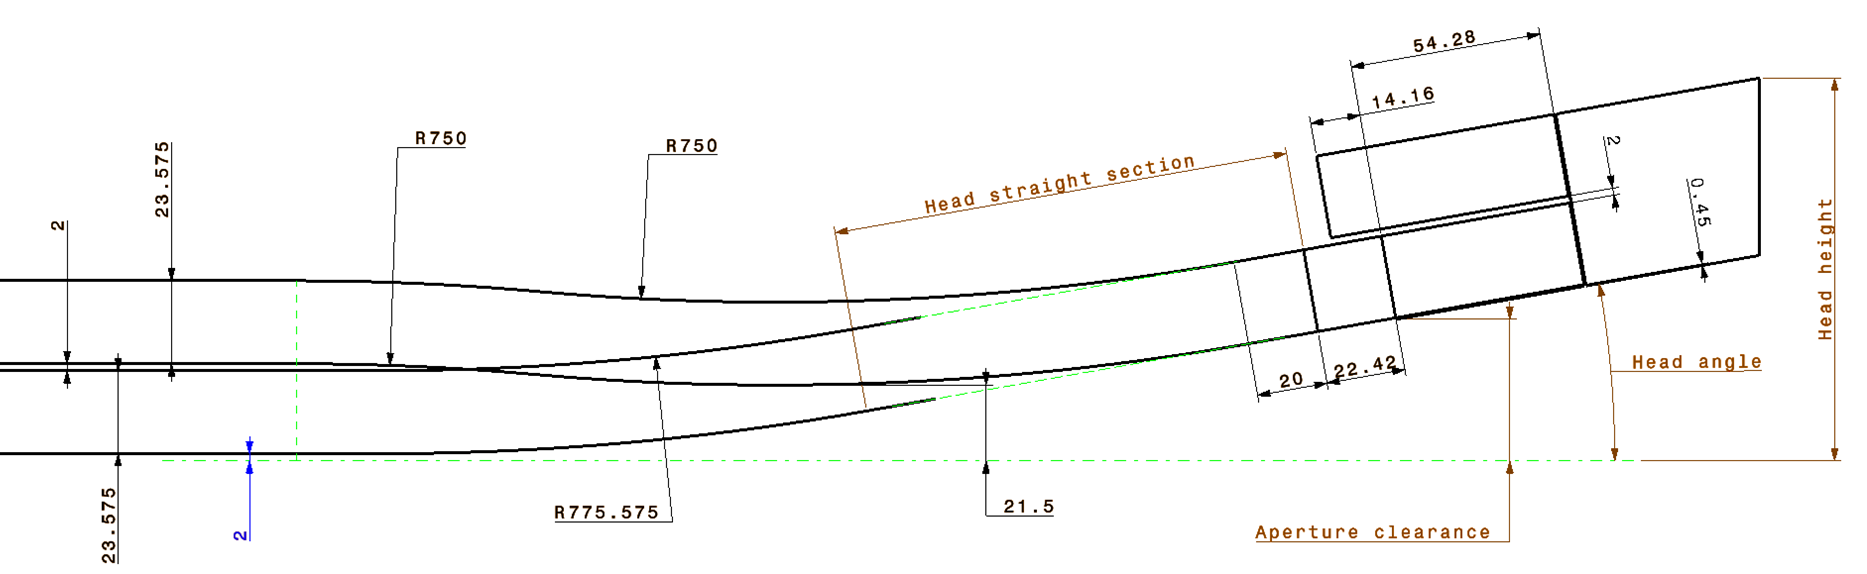 54.28
14.16
R750
R750
23.575
2
Head straight section
2
0.45
Head height
Head angle
20
22.42
23.575
2
R775.575
21.5
Aperture clearance